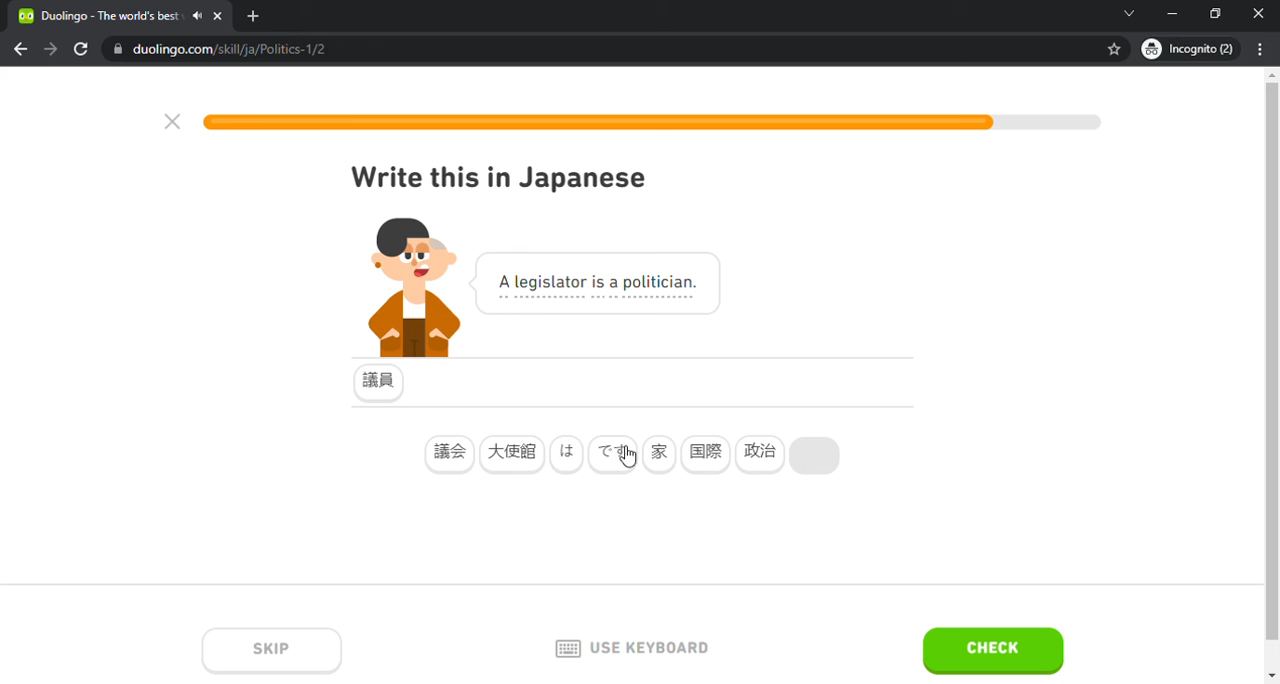 Duolingo - The world's best
duolingo.com/skill/ja/Politics-1/2
Incognito (2)
Write this in Japanese
A legislator is a politician.
議員
議会 大使館 は です 家 国際 政治
SKIP
USE KEYBOARD
CHECK